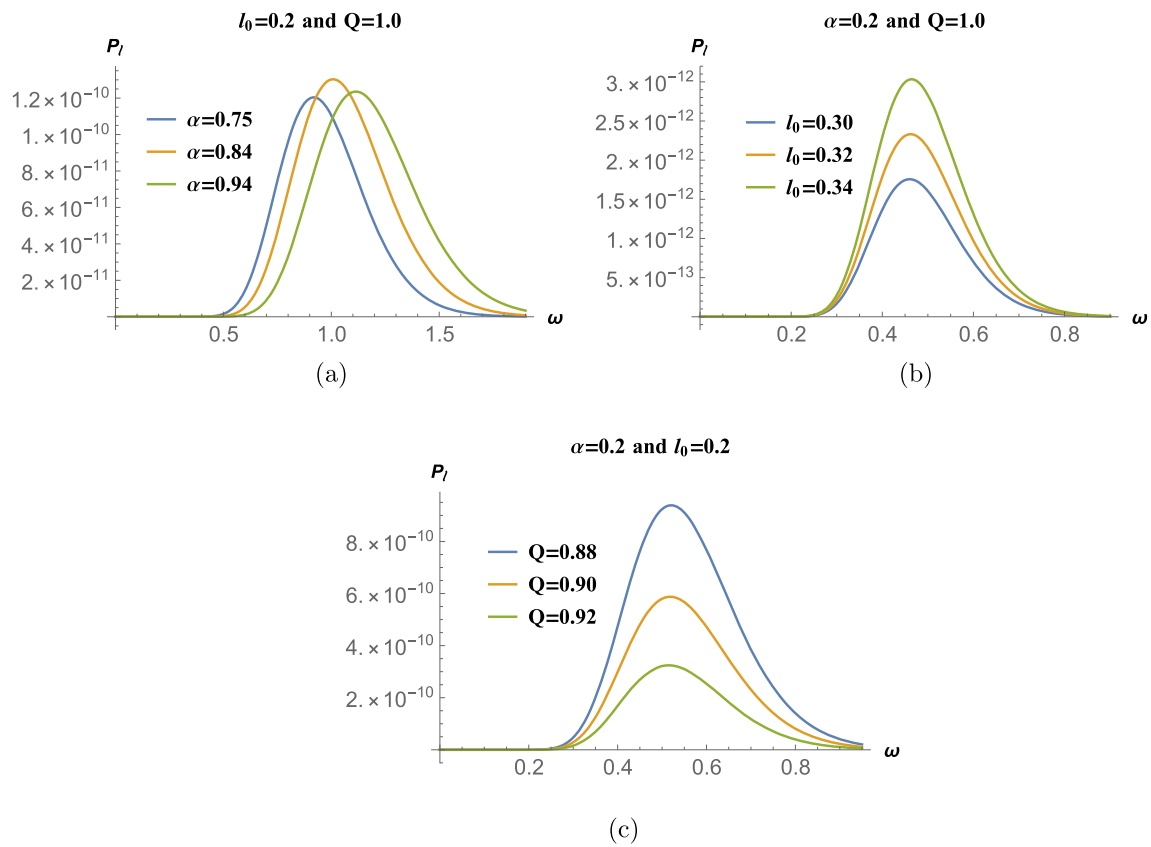 l₀=0.2 and Q=1.0
Pₗ
1.2×10⁻¹⁰
1.×10⁻¹⁰
8.×10⁻¹¹
6.×10⁻¹¹
4.×10⁻¹¹
2.×10⁻¹¹
α=0.75
α=0.84
α=0.94
0.5 1.0 1.5 ω
(a)
α=0.2 and Q=1.0
Pₗ
3.×10⁻¹²
2.5×10⁻¹²
2.×10⁻¹²
1.5×10⁻¹²
1.×10⁻¹²
5.×10⁻¹³
l₀=0.30
l₀=0.32
l₀=0.34
0.2 0.4 0.6 0.8 ω
(b)
α=0.2 and l₀=0.2
Pₗ
8.×10⁻¹⁰
6.×10⁻¹⁰
4.×10⁻¹⁰
2.×10⁻¹⁰
Q=0.88
Q=0.90
Q=0.92
0.2 0.4 0.6 0.8 ω
(c)